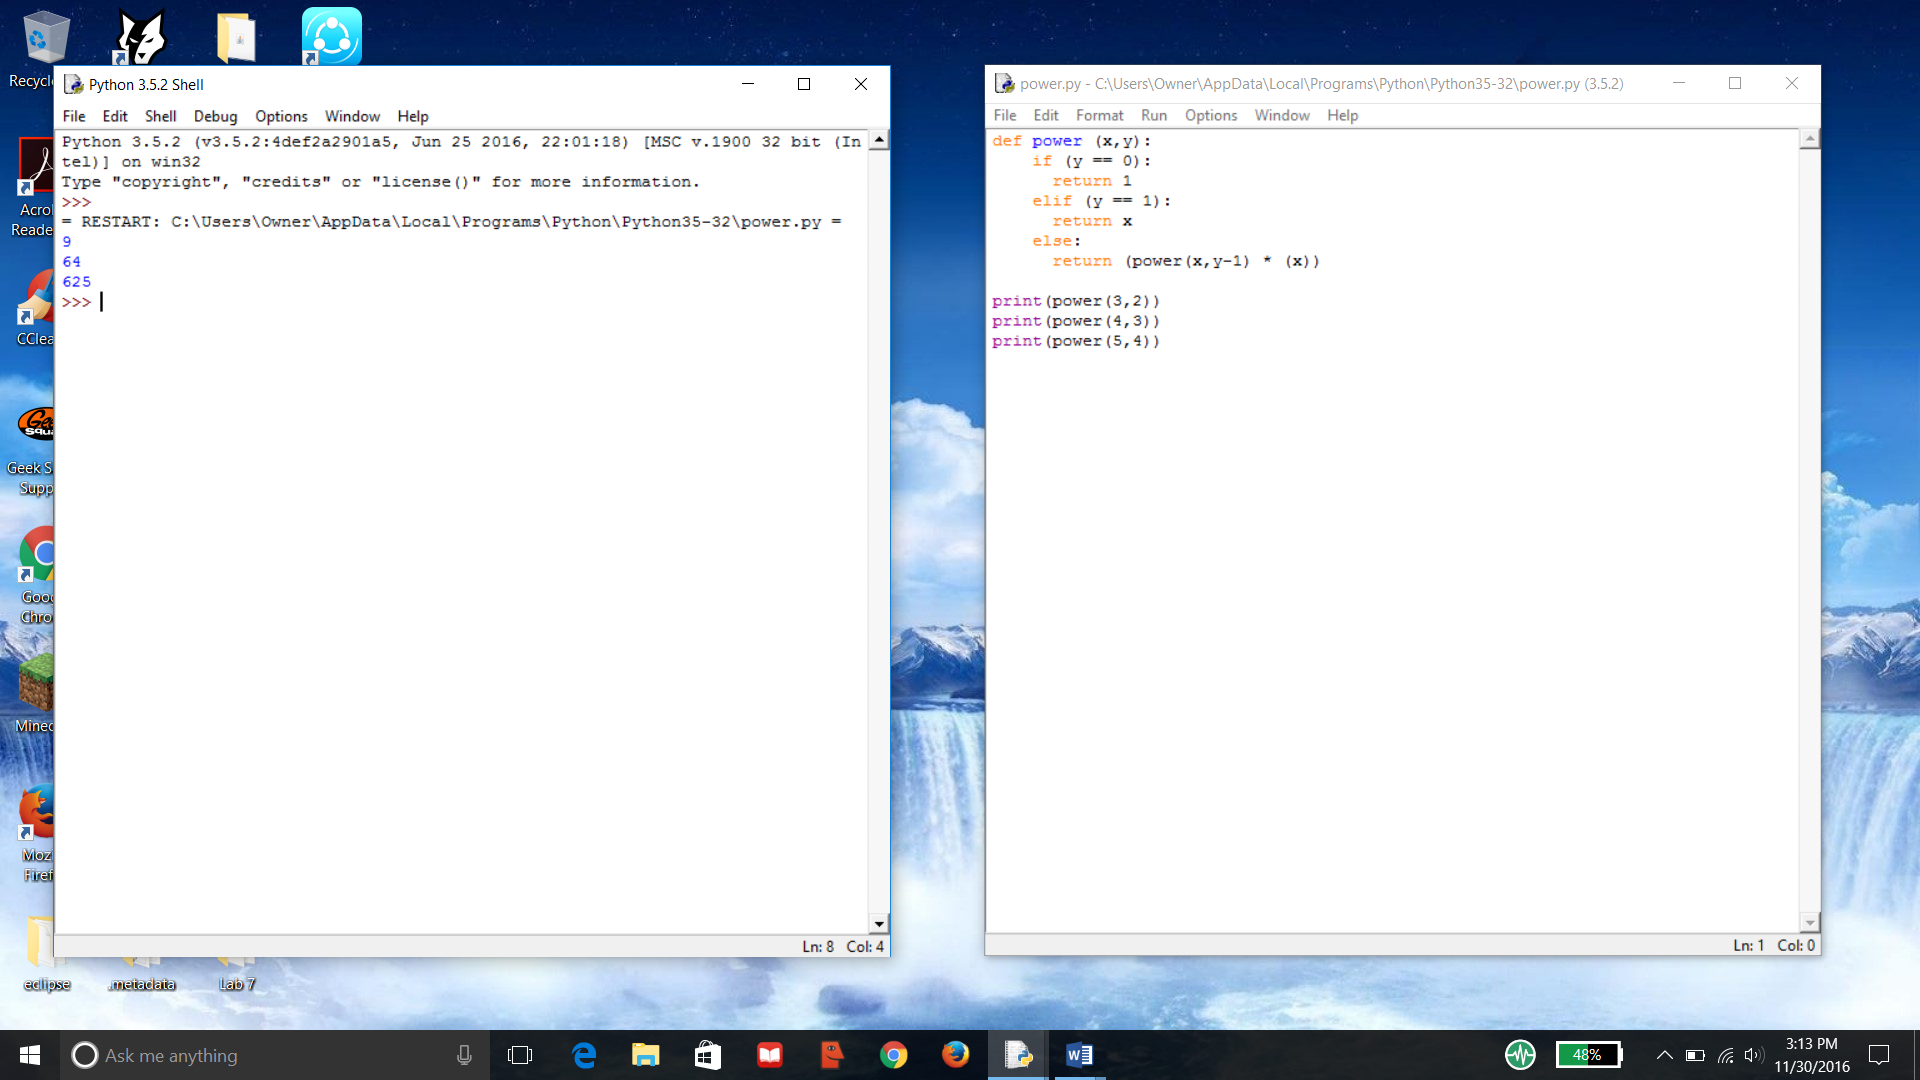 Recycl
Python 3.5.2 Shell
File Edit Shell Debug Options Window Help
Python 3.5.2 (v3.5.2:4def2a2901a5, Jun 25 2016, 22:01:18) [MSC v.1900 32 bit (In
tel)] on win32
Type "copyright", "credits" or "license()" for more information.
>>>
= RESTART: C:\Users\Owner\AppData\Local\Programs\Python\Python35-32\power.py =
9
64
625
>>>
Ln: 8 Col: 4
power.py - C:\Users\Owner\AppData\Local\Programs\Python\Python35-32\power.py (3.5.2)
File Edit Format Run Options Window Help
def power (x,y):
    if (y == 0):
      return 1
    elif (y == 1):
      return x
    else:
      return (power(x,y-1) * (x))
print(power(3,2))
print(power(4,3))
print(power(5,4))
Ln: 1 Col: 0
Acro
Reade
CClea
Geek S
Supp
Goo
Chro
Minec
Moz
Firef
eclipse
.metadata
Lab 7
Ask me anything
48%
3:13 PM
11/30/2016